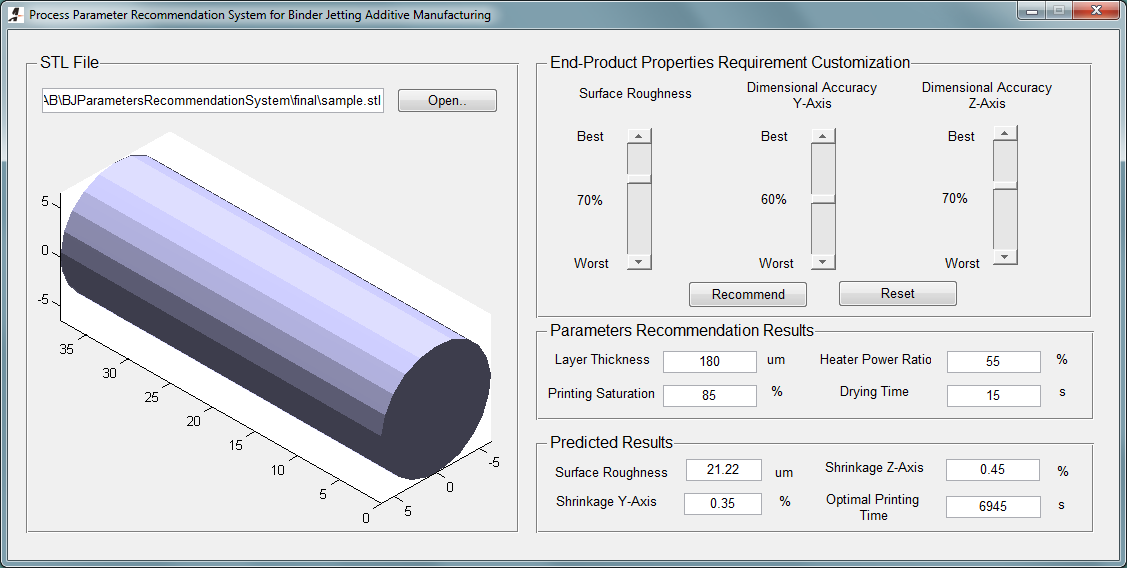 Process Parameter Recommendation System for Binder Jetting Additive Manufacturing
STL File
\AB\BJParametersRecommendationSystem\final\sample.stl
Open..
5
0
-5
35
30
25
20
15
10
5
0
5
0
-5
End-Product Properties Requirement Customization
Surface Roughness
Dimensional Accuracy
Y-Axis
Dimensional Accuracy
Z-Axis
Best
Best
Best
70%
60%
70%
Worst
Worst
Worst
Recommend
Reset
Parameters Recommendation Results
Layer Thickness 180 um
Heater Power Ratio 55 %
Printing Saturation 85 %
Drying Time 15 s
Predicted Results
Surface Roughness 21.22 um
Shrinkage Z-Axis 0.45 %
Shrinkage Y-Axis 0.35 %
Optimal Printing
Time
6945 s